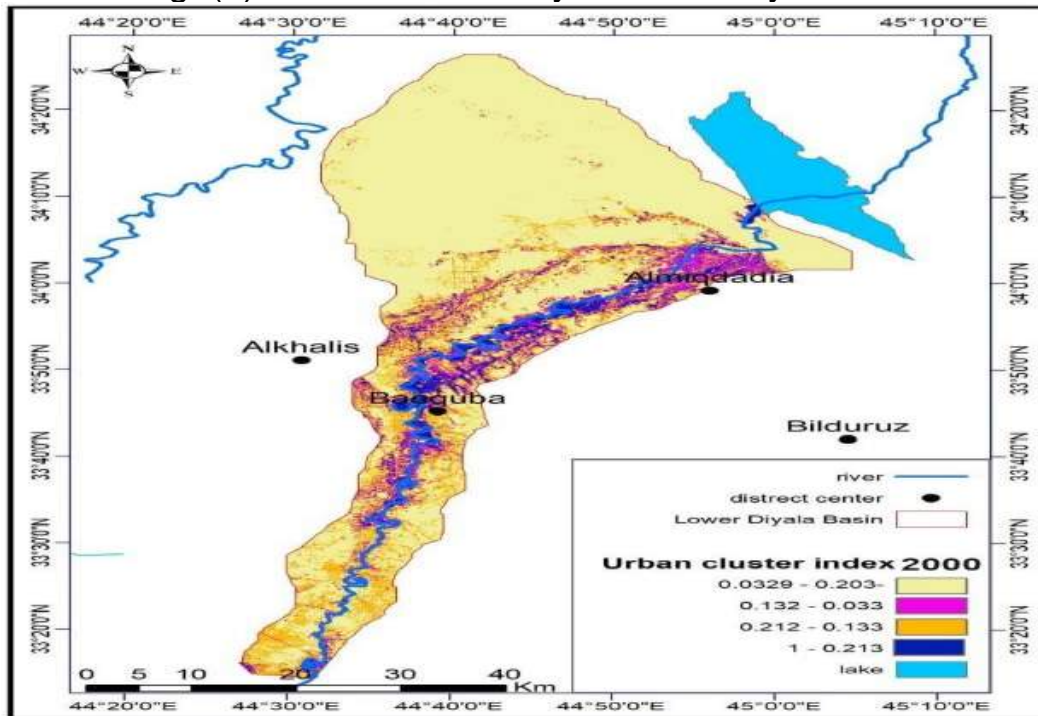 44°20'0"E 44°30'0"E 44°40'0"E 44°50'0"E 45°0'0"E 45°10'0"E
N
W E
S
34°20'0"N 34°20'0"N
34°10'0"N 34°10'0"N
34°0'0"N 34°0'0"N
Almiqdadia
Alkhalis
33°50'0"N 33°50'0"N
Baaquba
Bilduruz
33°40'0"N 33°40'0"N
river
distrect center
Lower Diyala Basin
33°30'0"N 33°30'0"N
Urban cluster index 2000
0.0329 - 0.203-
0.132 - 0.033
0.212 - 0.133
1 - 0.213
lake
33°20'0"N 33°20'0"N
0 5 10 20 30 40
Km
44°20'0"E 44°30'0"E 44°40'0"E 44°50'0"E 45°0'0"E 45°10'0"E